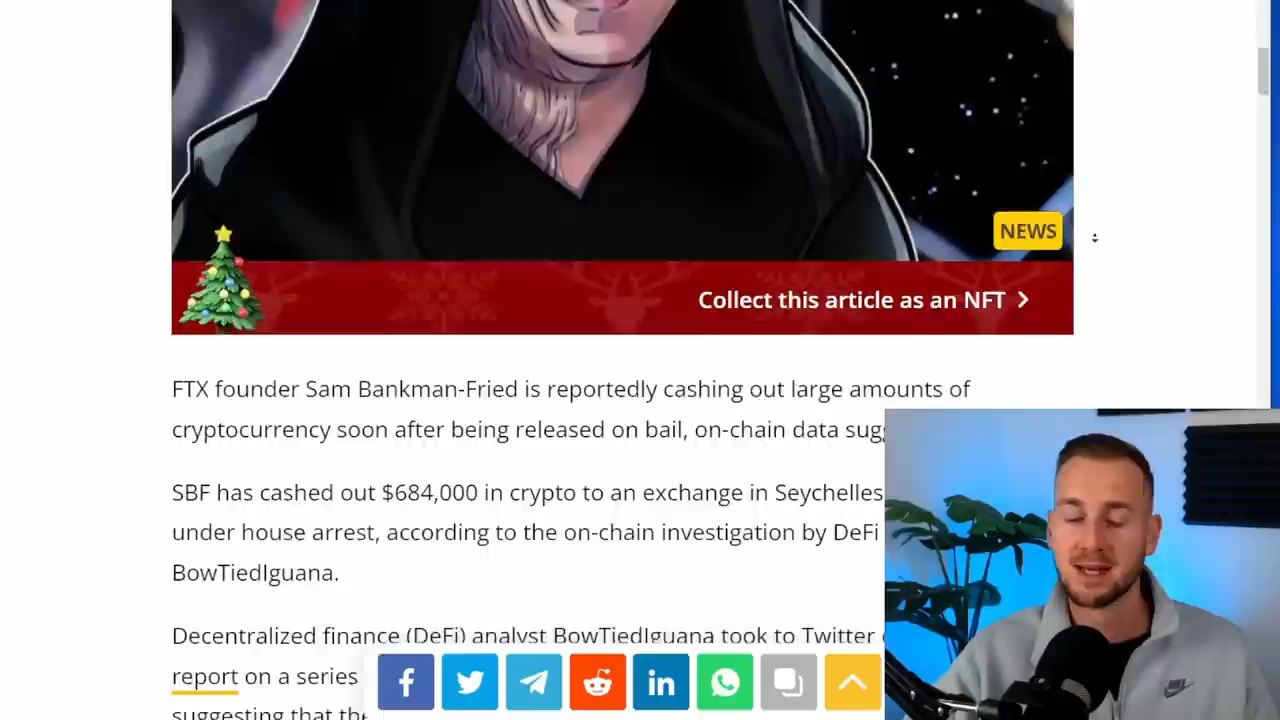 NEWS
Collect this article as an NFT
FTX founder Sam Bankman-Fried is reportedly cashing out large amounts of
cryptocurrency soon after being released on bail, on-chain data
SBF has cashed out $684,000 in crypto to an exchange in Seychelles
under house arrest, according to the on-chain investigation by DeFi
BowTiedIguana.
Decentralized finance (DeFi) analyst BowTiedIguana took to Twitter
report on a series
suggesting that the